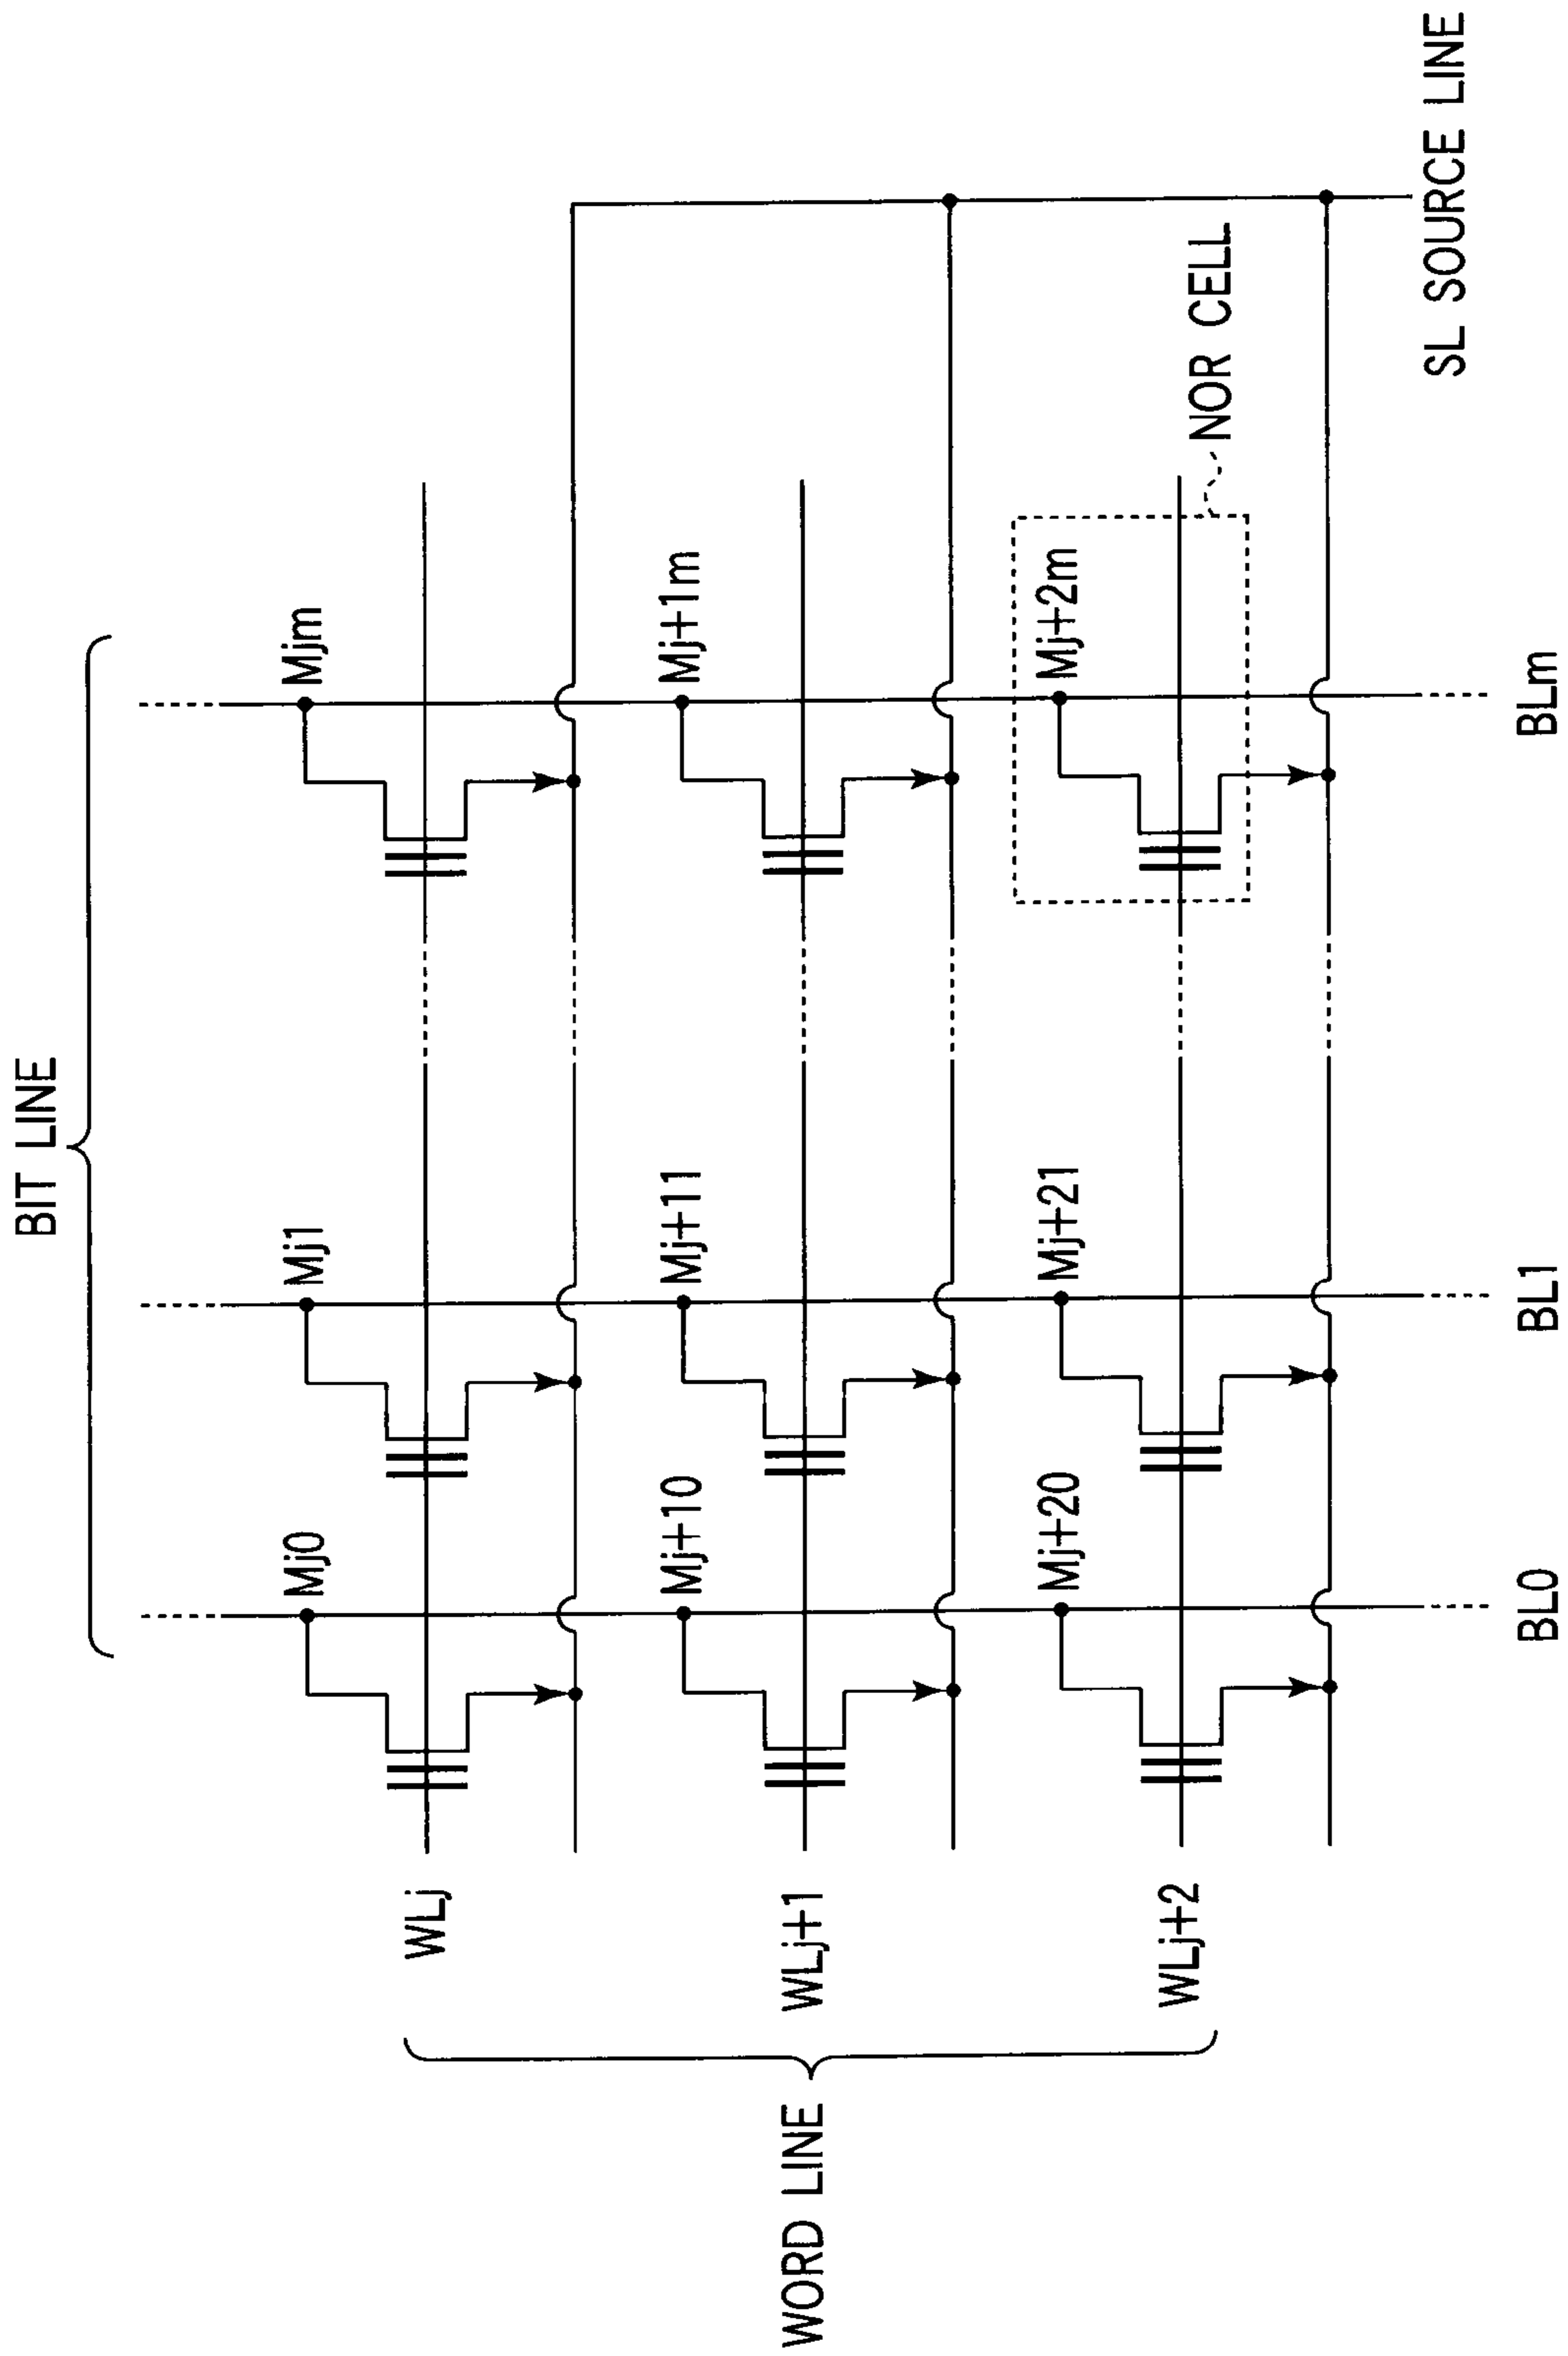 BIT LINE
Mj0
Mj1
Mjm
WLj
Mj+10
Mj+11
Mj+1m
WORD LINE
WLj+1
Mj+20
Mj+21
Mj+2m
WLj+2
NOR CELL
SL SOURCE LINE
BL0
BL1
BLm